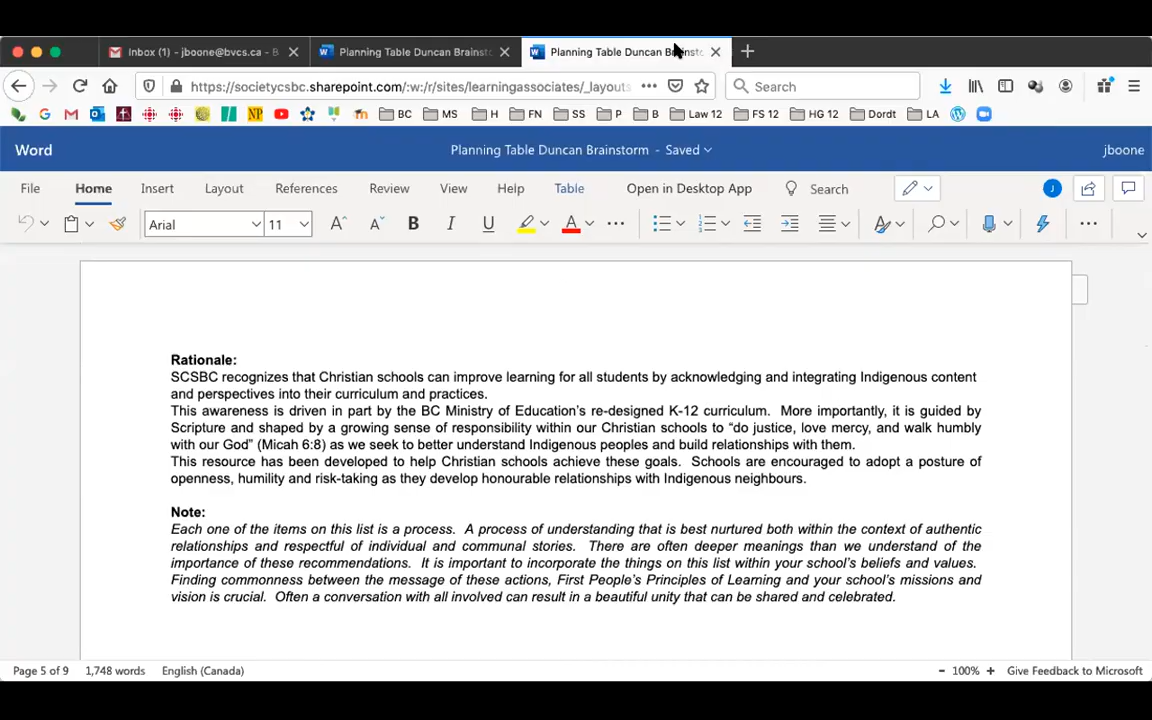 Inbox (1) - jboone@bvcs.ca - B
Planning Table Duncan Brainst
Planning Table Duncan Brainsto
https://societycsbc.sharepoint.com/:w:/r/sites/learningassociates/_layouts
Search
BC MS H FN SS P B Law 12 FS 12 HG 12 Dordt LA
Word
Planning Table Duncan Brainstorm - Saved
jboone
File Home Insert Layout References Review View Help Table Open in Desktop App Search
J
Arial 11
Rationale:
SCSBC recognizes that Christian schools can improve learning for all students by acknowledging and integrating Indigenous content
and perspectives into their curriculum and practices.
This awareness is driven in part by the BC Ministry of Education's re-designed K-12 curriculum. More importantly, it is guided by
Scripture and shaped by a growing sense of responsibility within our Christian schools to “do justice, love mercy, and walk humbly
with our God” (Micah 6:8) as we seek to better understand Indigenous peoples and build relationships with them.
This resource has been developed to help Christian schools achieve these goals. Schools are encouraged to adopt a posture of
openness, humility and risk-taking as they develop honourable relationships with Indigenous neighbours.
Note:
Each one of the items on this list is a process. A process of understanding that is best nurtured both within the context of authentic
relationships and respectful of individual and communal stories. There are often deeper meanings than we understand of the
importance of these recommendations. It is important to incorporate the things on this list within your school's beliefs and values.
Finding commonness between the message of these actions, First People's Principles of Learning and your school's missions and
vision is crucial. Often a conversation with all involved can result in a beautiful unity that can be shared and celebrated.
Page 5 of 9 1,748 words English (Canada) - 100% + Give Feedback to Microsoft